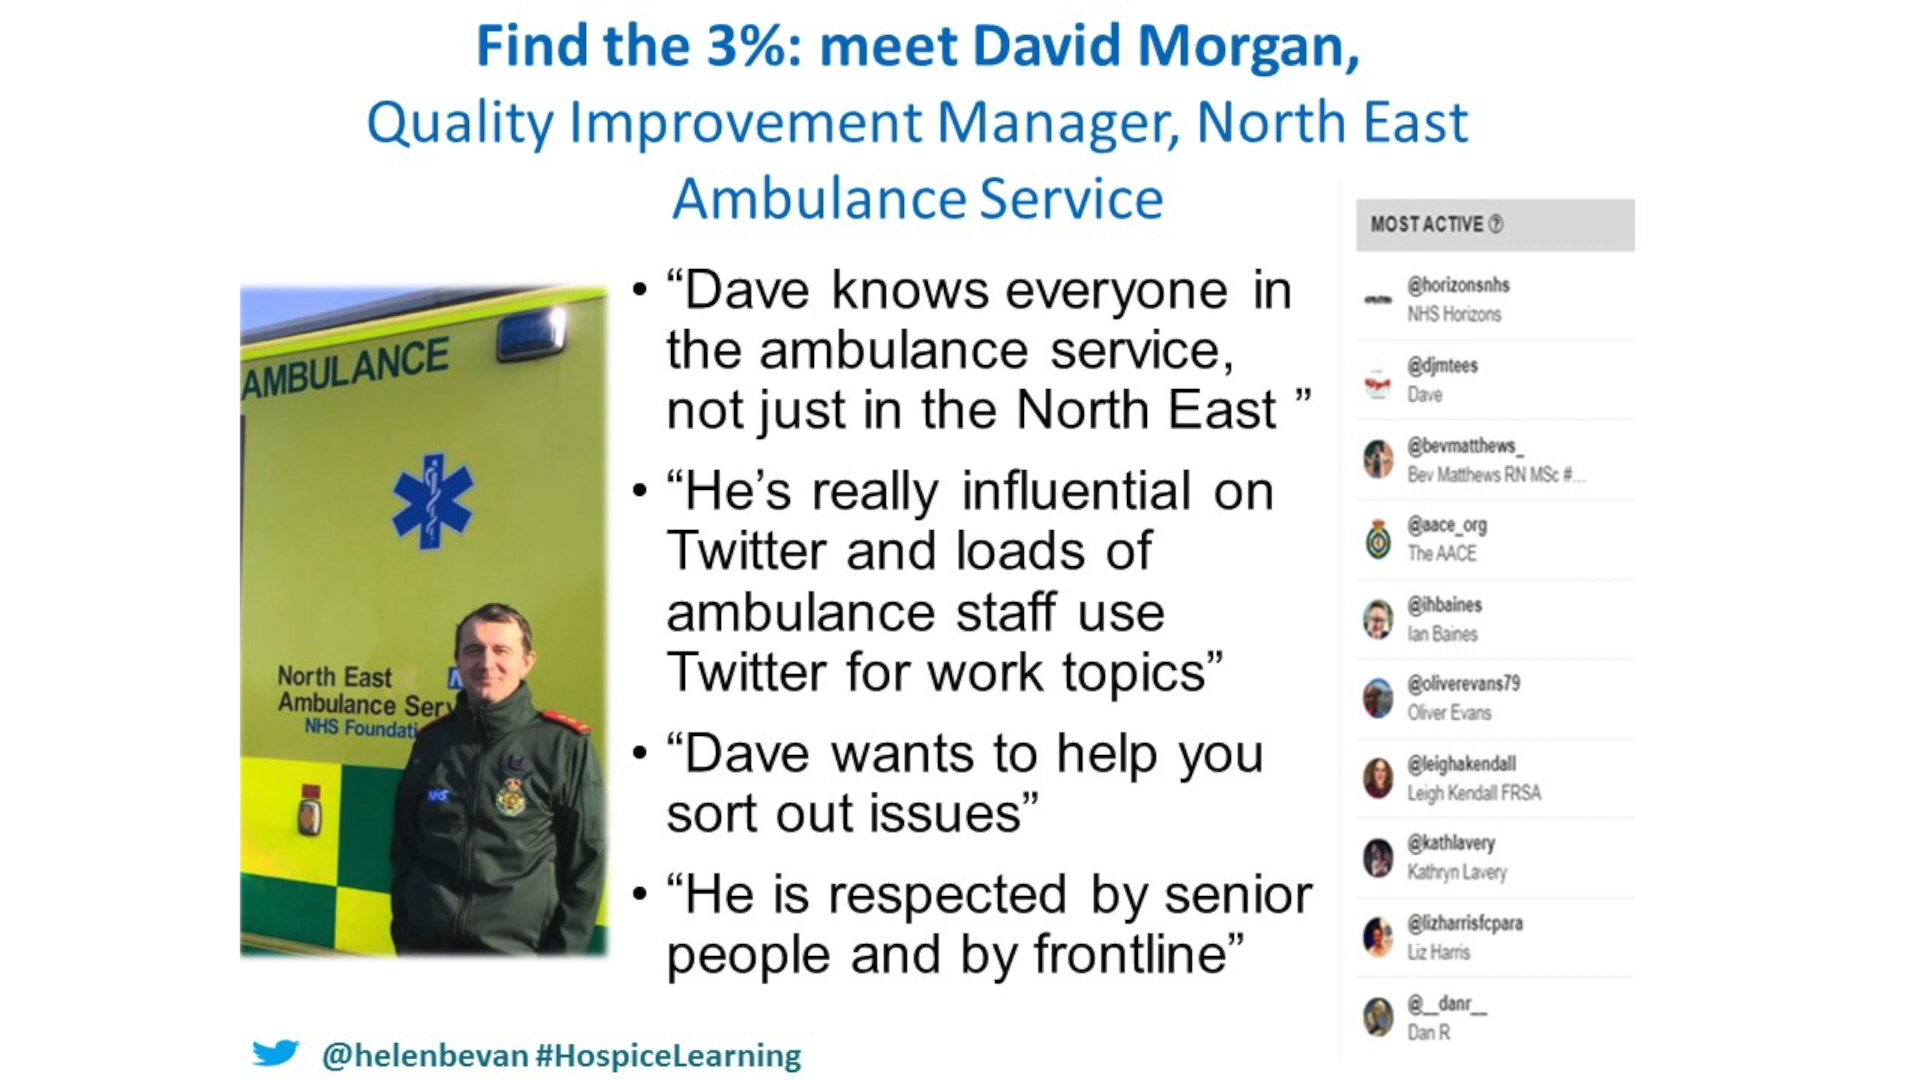 Find the 3%: meet David Morgan,
Quality Improvement Manager, North East
Ambulance Service
AMBULANCE
North East
Ambulance Serv
NHS Foundati
NHS
• “Dave knows everyone in
the ambulance service,
not just in the North East ”
• “He’s really influential on
Twitter and loads of
ambulance staff use
Twitter for work topics”
• “Dave wants to help you
sort out issues”
• “He is respected by senior
people and by frontline”
MOST ACTIVE ?
@horizonsnhs
NHS Horizons
@djmtees
Dave
@bevmatthews_
Bev Matthews RN MSc #...
@aace_org
The AACE
@ihbaines
Ian Baines
@oliverevans79
Oliver Evans
@leighakendall
Leigh Kendall FRSA
@kathlavery
Kathryn Lavery
@lizharrisfcpara
Liz Harris
@__danr__
Dan R
@helenbevan #HospiceLearning